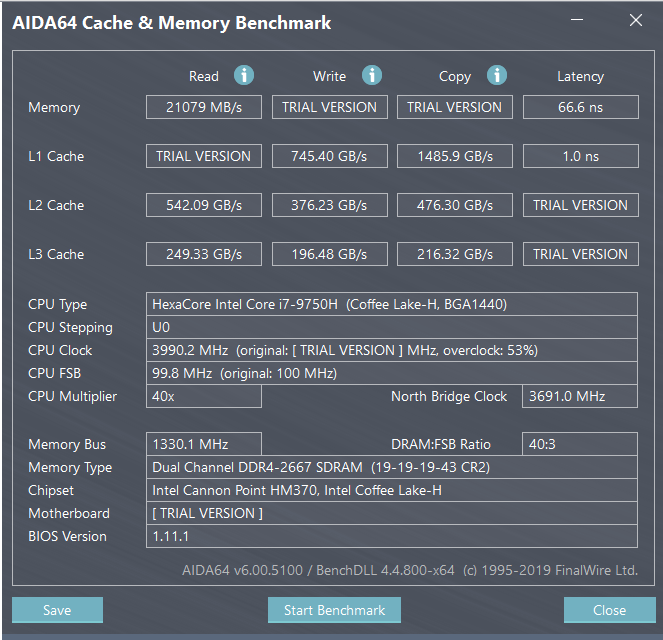 AIDA64 Cache & Memory Benchmark
Read Write Copy Latency
Memory 21079 MB/s TRIAL VERSION TRIAL VERSION 66.6 ns
L1 Cache TRIAL VERSION 745.40 GB/s 1485.9 GB/s 1.0 ns
L2 Cache 542.09 GB/s 376.23 GB/s 476.30 GB/s TRIAL VERSION
L3 Cache 249.33 GB/s 196.48 GB/s 216.32 GB/s TRIAL VERSION
CPU Type HexaCore Intel Core i7-9750H (Coffee Lake-H, BGA1440)
CPU Stepping U0
CPU Clock 3990.2 MHz (original: [ TRIAL VERSION ] MHz, overclock: 53%)
CPU FSB 99.8 MHz (original: 100 MHz)
CPU Multiplier 40x North Bridge Clock 3691.0 MHz
Memory Bus 1330.1 MHz DRAM:FSB Ratio 40:3
Memory Type Dual Channel DDR4-2667 SDRAM (19-19-19-43 CR2)
Chipset Intel Cannon Point HM370, Intel Coffee Lake-H
Motherboard [ TRIAL VERSION ]
BIOS Version 1.11.1
AIDA64 v6.00.5100 / BenchDLL 4.4.800-x64 (c) 1995-2019 FinalWire Ltd.
Save Start Benchmark Close